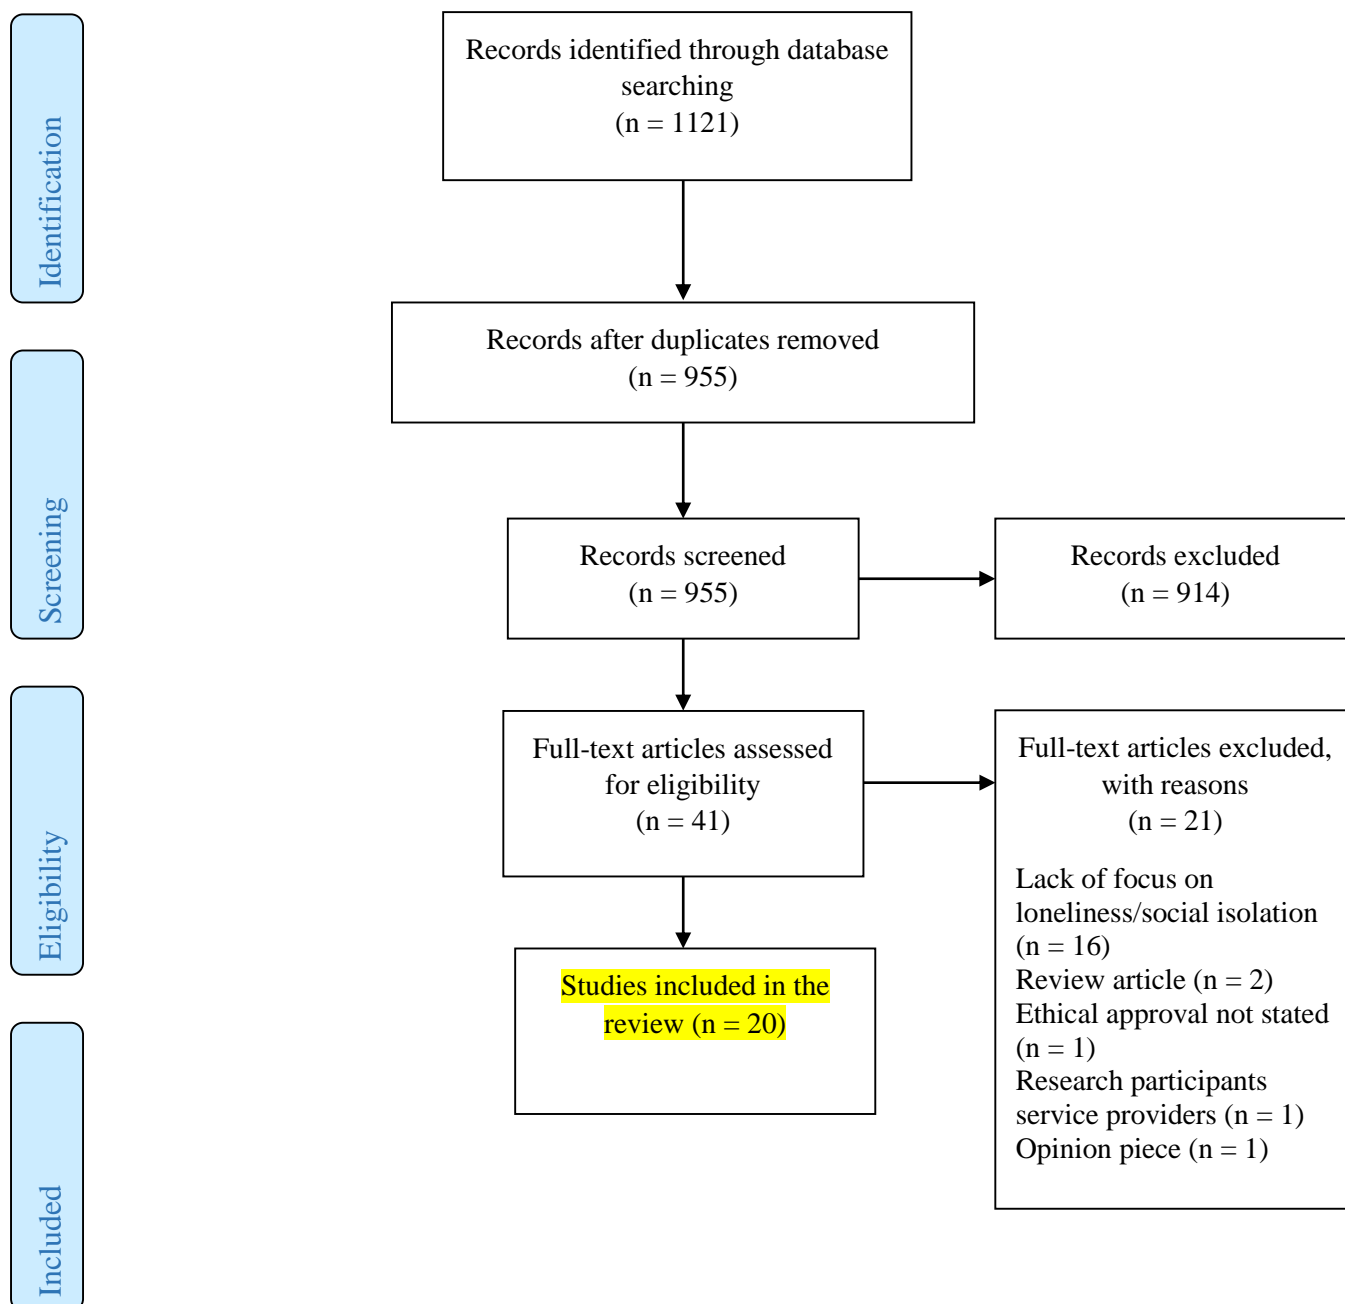 Identification
Records identified through database
searching
(n = 1121)
Records after duplicates removed
(n = 955)
Screening
Records screened
(n = 955)
Records excluded
(n = 914)
Eligibility
Full-text articles assessed
for eligibility
(n = 41)
Full-text articles excluded,
with reasons
(n = 21)
Lack of focus on
loneliness/social isolation
(n = 16)
Review article (n = 2)
Ethical approval not stated
(n = 1)
Research participants
service providers (n = 1)
Opinion piece (n = 1)
Included
Studies included in the
review (n = 20)